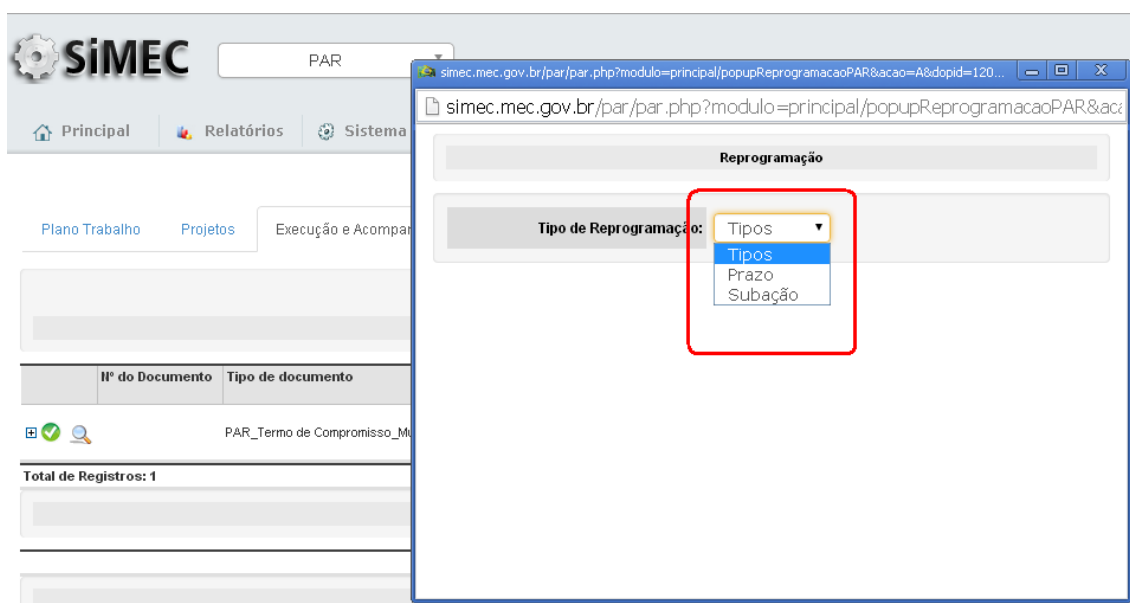 SiMEC
PAR
Principal
Relatórios
Sistema
Plano Trabalho
Projetos
Execução e Acompar
Nº do Documento
Tipo de documento
PAR_Termo de Compromisso_Mu
Total de Registros: 1
simec.mec.gov.br/par/par.php?modulo=principal/popupReprogramacaoPAR&acao=A&dopid=120...
simec.mec.gov.br/par/par.php?modulo=principal/popupReprogramacaoPAR&aca
Reprogramação
Tipo de Reprogramação:
Tipos
Tipos
Prazo
Subação